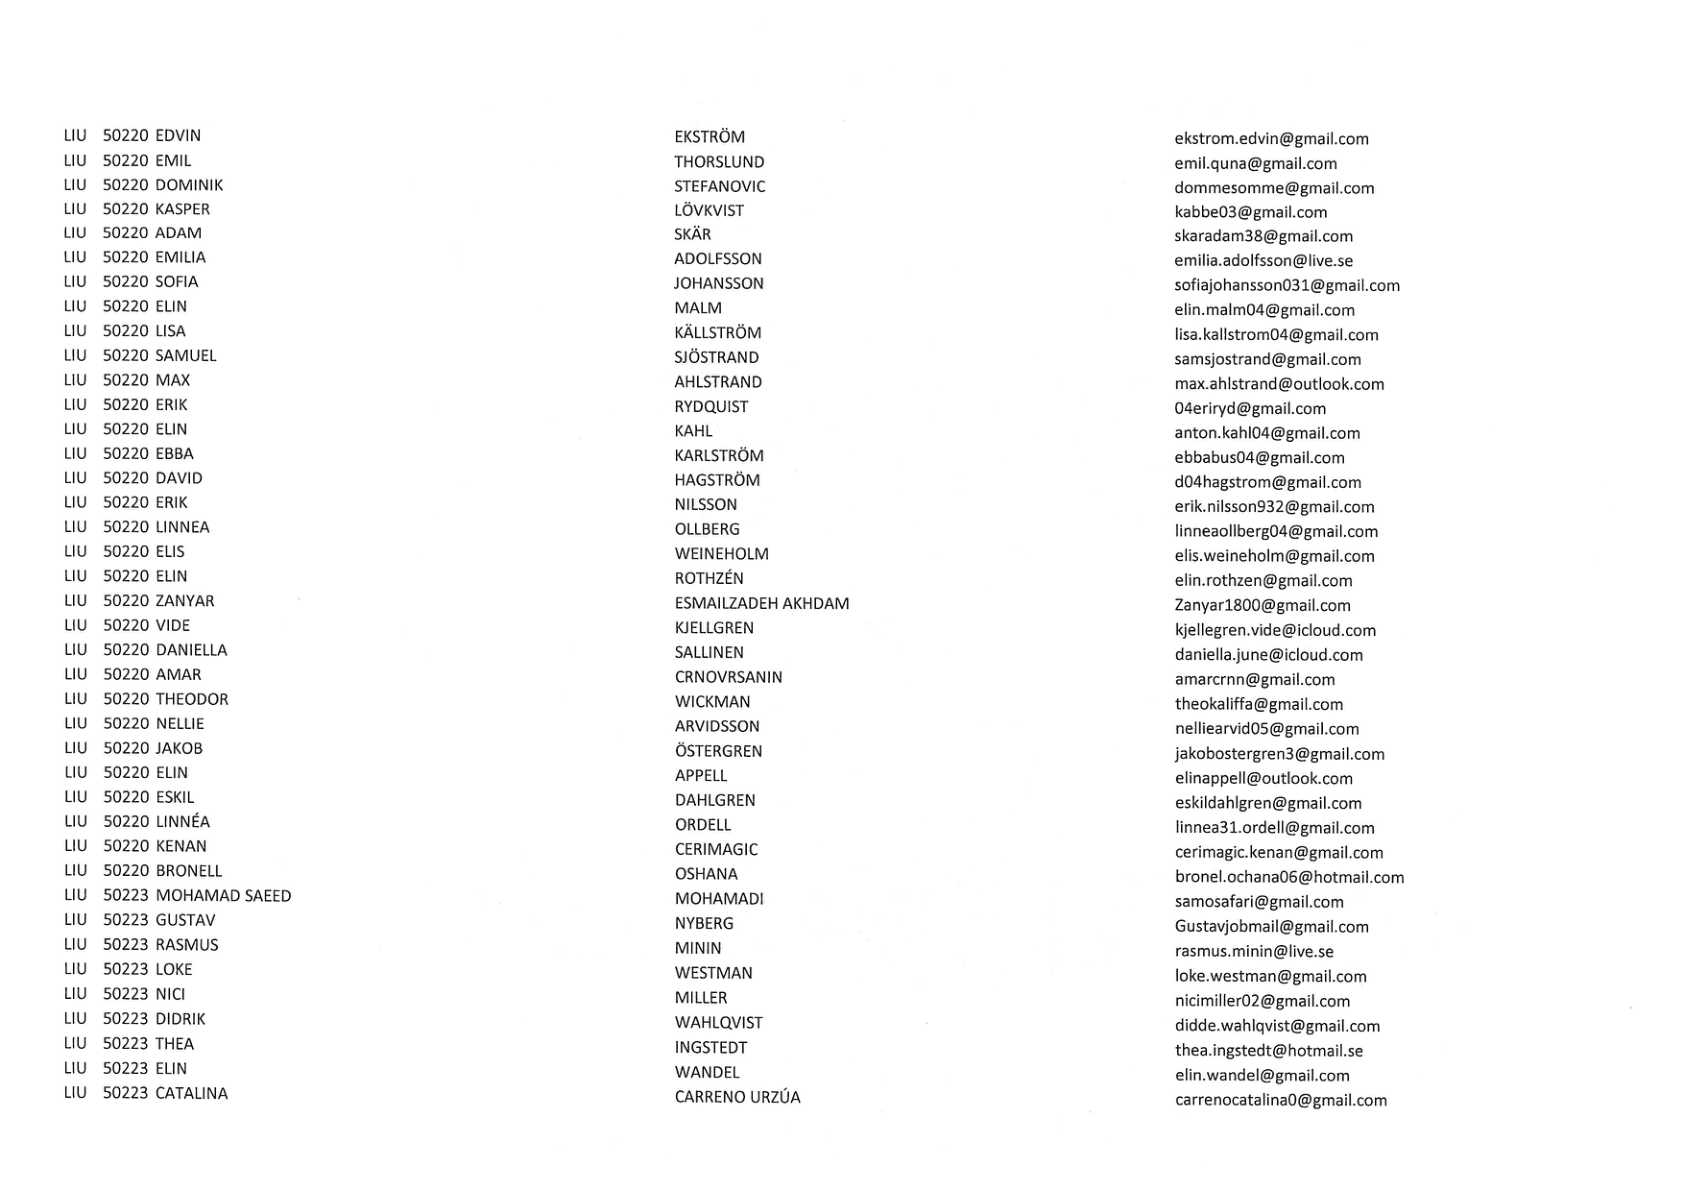 LIU 50220 EDVIN EKSTRÖM ekstrom.edvin@gmail.com
LIU 50220 EMIL THORSLUND emil.quna@gmail.com
LIU 50220 DOMINIK STEFANOVIC dommesomme@gmail.com
LIU 50220 KASPER LÖVKVIST kabbe03@gmail.com
LIU 50220 ADAM SKÄR skaradam38@gmail.com
LIU 50220 EMILIA ADOLFSSON emilia.adolfsson@live.se
LIU 50220 SOFIA JOHANSSON sofiajohansson031@gmail.com
LIU 50220 ELIN MALM elin.malm04@gmail.com
LIU 50220 LISA KÄLLSTRÖM lisa.kallstrom04@gmail.com
LIU 50220 SAMUEL SJÖSTRAND samsjostrand@gmail.com
LIU 50220 MAX AHLSTRAND max.ahlstrand@outlook.com
LIU 50220 ERIK RYDQUIST 04eriryd@gmail.com
LIU 50220 ELIN KAHL anton.kahl04@gmail.com
LIU 50220 EBBA KARLSTRÖM ebbabus04@gmail.com
LIU 50220 DAVID HAGSTRÖM d04hagstrom@gmail.com
LIU 50220 ERIK NILSSON erik.nilsson932@gmail.com
LIU 50220 LINNEA OLLBERG linneaollberg04@gmail.com
LIU 50220 ELIS WEINEHOLM elis.weineholm@gmail.com
LIU 50220 ELIN ROTHZÉN elin.rothzen@gmail.com
LIU 50220 ZANYAR ESMAILZADEH AKHDAM Zanyar1800@gmail.com
LIU 50220 VIDE KJELLGREN kjellegren.vide@icloud.com
LIU 50220 DANIELLA SALLINEN daniella.june@icloud.com
LIU 50220 AMAR CRNOVRSANIN amarcrnn@gmail.com
LIU 50220 THEODOR WICKMAN theokaliffa@gmail.com
LIU 50220 NELLIE ARVIDSSON nelliearvid05@gmail.com
LIU 50220 JAKOB ÖSTERGREN jakobostergren3@gmail.com
LIU 50220 ELIN APPELL elinappell@outlook.com
LIU 50220 ESKIL DAHLGREN eskildahlgren@gmail.com
LIU 50220 LINNÉA ORDELL linnea31.ordell@gmail.com
LIU 50220 KENAN CERIMAGIC cerimagic.kenan@gmail.com
LIU 50220 BRONELL OSHANA bronel.ochana06@hotmail.com
LIU 50223 MOHAMAD SAEED MOHAMADI samosafari@gmail.com
LIU 50223 GUSTAV NYBERG Gustavjobmail@gmail.com
LIU 50223 RASMUS MININ rasmus.minin@live.se
LIU 50223 LOKE WESTMAN loke.westman@gmail.com
LIU 50223 NICI MILLER nicimiller02@gmail.com
LIU 50223 DIDRIK WAHLQVIST didde.wahlqvist@gmail.com
LIU 50223 THEA INGSTEDT thea.ingstedt@hotmail.se
LIU 50223 ELIN WANDEL elin.wandel@gmail.com
LIU 50223 CATALINA CARRENO URZÚA carrenocatalina0@gmail.com